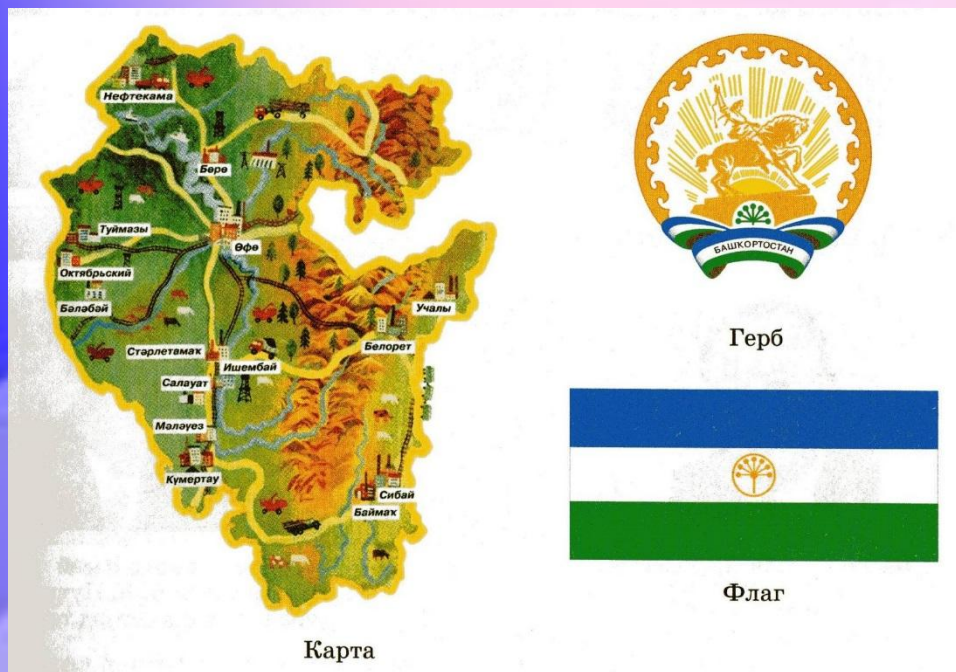 Нефтекама
Бөрө
Туймазы
Өфө
Октябрьский
Бәләбәй
Учалы
Белорет
Стәрлетамаҡ
Ишембай
Салауат
Мәләүез
Күмертау
Сибай
Баймаҡ
Карта
БАШКОРТОСТАН
Герб
Флаг